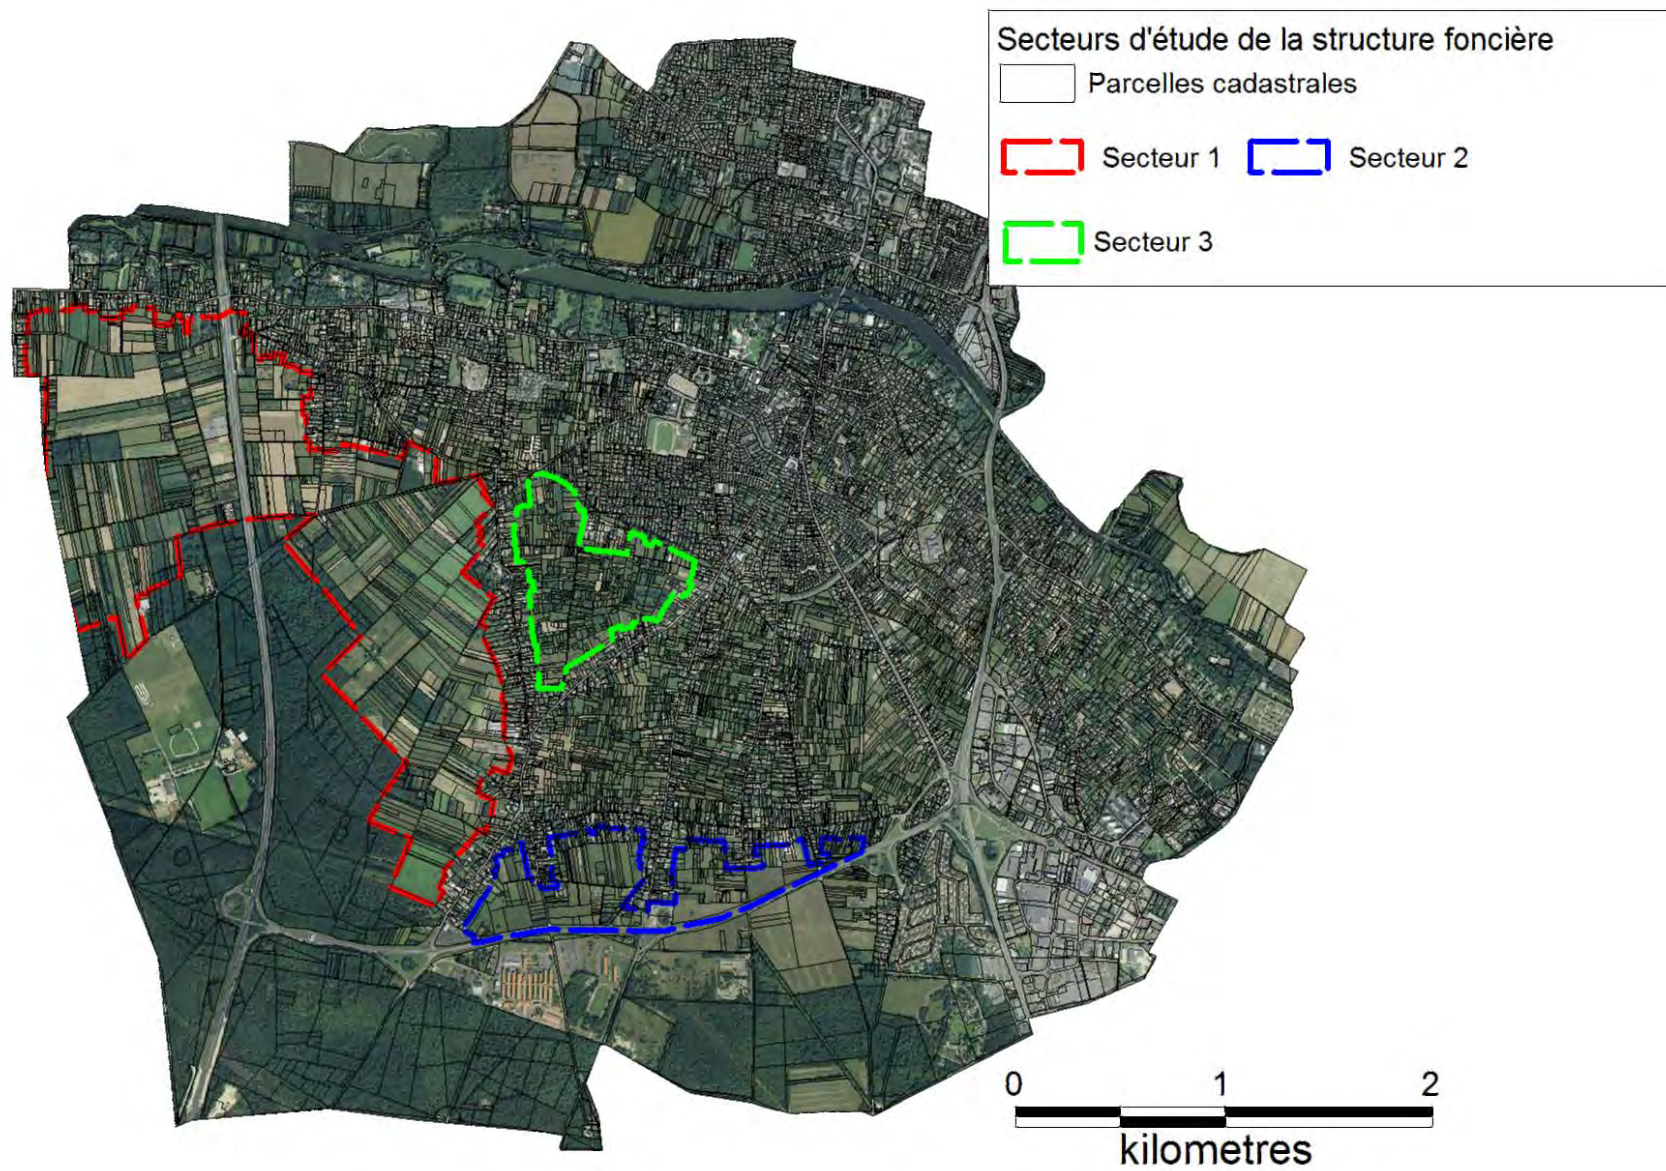 Secteurs d'étude de la structure foncière
Parcelles cadastrales
Secteur 1 Secteur 2
Secteur 3
0 1 2
kilometres